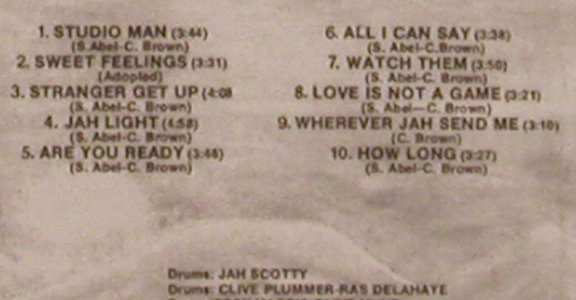 1. STUDIO MAN (3:44)
(S. Abel-C. Brown)
2. SWEET FEELINGS (3:31)
(Adopted)
3. STRANGER GET UP (4:08
(S. Abel-C. Brown)
4. JAH LIGHT (4:58)
(S. Abel-C. Brown)
5. ARE YOU READY (3:46)
(S. Abel-C. Brown)
6. ALL I CAN SAY (3:38)
(S. Abel-C.Brown)
7. WATCH THEM (3:50)
(S. Abel-C. Brown)
8. LOVE IS NOT A GAME (3:21)
(S. Abel—C. Brown)
9. WHEREVER JAH SEND ME (3:10)
(C. Brown)
10. HOW LONG (3:27)
(S. Abel-C. Brown)
Drums: JAH SCOTTY
Drums: CLIVE PLUMMER-RAS DELAHAYE